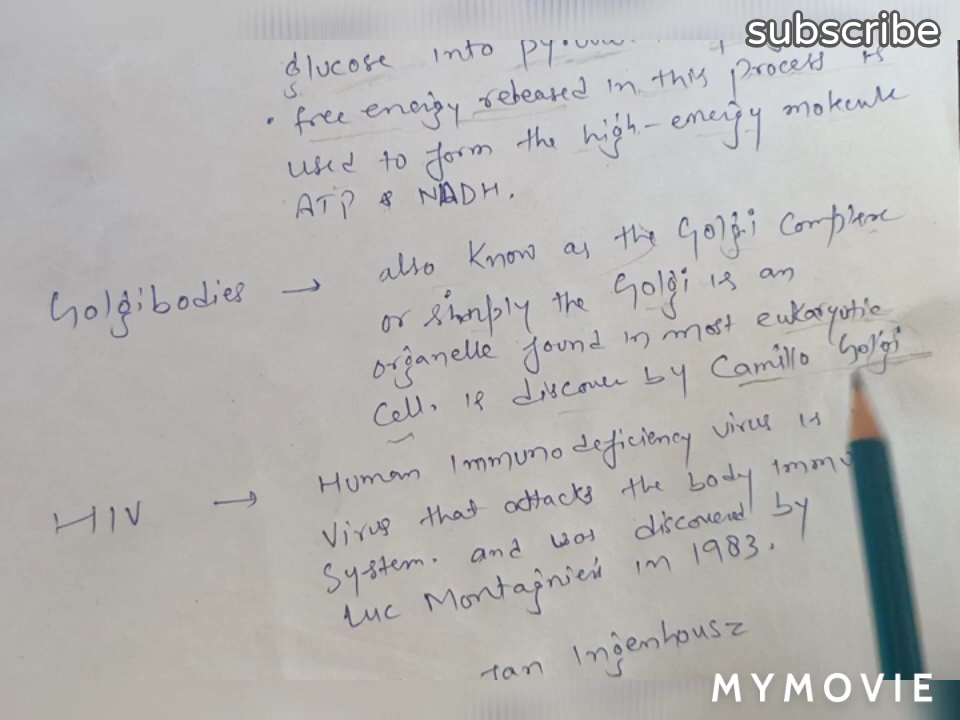 subscribe
glucose into
• free energy released in this process is
used to form the high-energy molecule
ATP & NADH.
Golgibodies → also know as the Golgi Complex
or simply the Golgi is an
organelle found in most eukaryotic
Cell. is discover by Camillo Golgi
HIV → Human Immuno deficiency virus is
Virus that attacks the body
System. and was discovered by
Luc Montagnier in 1983.
Ingenhousz
MYMOVIE